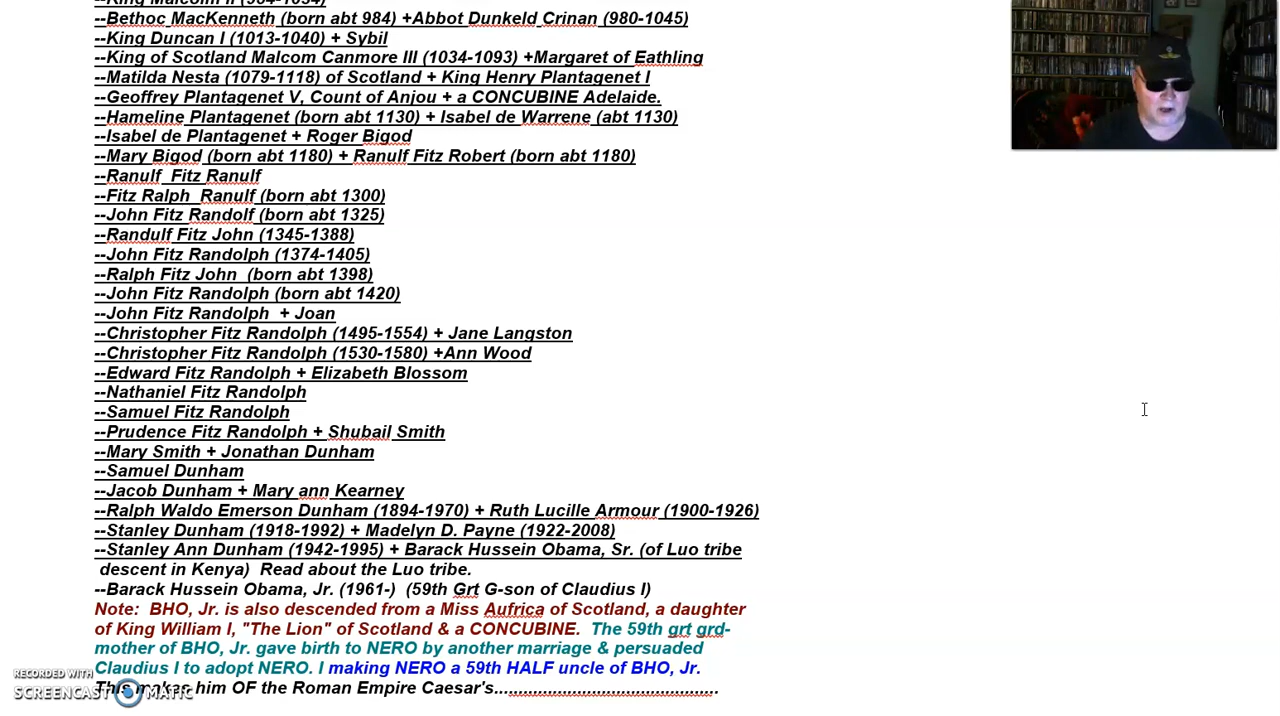 --King Malcolm II (984-1034)
--Bethoc MacKenneth (born abt 984) +Abbot Dunkeld Crinan (980-1045)
--King Duncan I (1013-1040) + Sybil
--King of Scotland Malcom Canmore III (1034-1093) +Margaret of Eathling
--Matilda Nesta (1079-1118) of Scotland + King Henry Plantagenet I
--Geoffrey Plantagenet V, Count of Anjou + a CONCUBINE Adelaide.
--Hameline Plantagenet (born abt 1130) + Isabel de Warrene (abt 1130)
--Isabel de Plantagenet + Roger Bigod
--Mary Bigod (born abt 1180) + Ranulf Fitz Robert (born abt 1180)
--Ranulf  Fitz Ranulf
--Fitz Ralph  Ranulf (born abt 1300)
--John Fitz Randolf (born abt 1325)
--Randulf Fitz John (1345-1388)
--John Fitz Randolph (1374-1405)
--Ralph Fitz John  (born abt 1398)
--John Fitz Randolph (born abt 1420)
--John Fitz Randolph  + Joan
--Christopher Fitz Randolph (1495-1554) + Jane Langston
--Christopher Fitz Randolph (1530-1580) +Ann Wood
--Edward Fitz Randolph + Elizabeth Blossom
--Nathaniel Fitz Randolph
--Samuel Fitz Randolph
--Prudence Fitz Randolph + Shubail Smith
--Mary Smith + Jonathan Dunham
--Samuel Dunham
--Jacob Dunham + Mary ann Kearney
--Ralph Waldo Emerson Dunham (1894-1970) + Ruth Lucille Armour (1900-1926)
--Stanley Dunham (1918-1992) + Madelyn D. Payne (1922-2008)
--Stanley Ann Dunham (1942-1995) + Barack Hussein Obama, Sr. (of Luo tribe
descent in Kenya)  Read about the Luo tribe.
--Barack Hussein Obama, Jr. (1961-)  (59th Grt G-son of Claudius I)
Note:  BHO, Jr. is also descended from a Miss Aufrica of Scotland, a daughter
of King William I, "The Lion" of Scotland & a CONCUBINE.  The 59th grt grd-
mother of BHO, Jr. gave birth to NERO by another marriage & persuaded
Claudius I to adopt NERO. I making NERO a 59th HALF uncle of BHO, Jr.
This makes him OF the Roman Empire Caesar's..........................................
RECORDED WITH
SCREENCAST MATIC